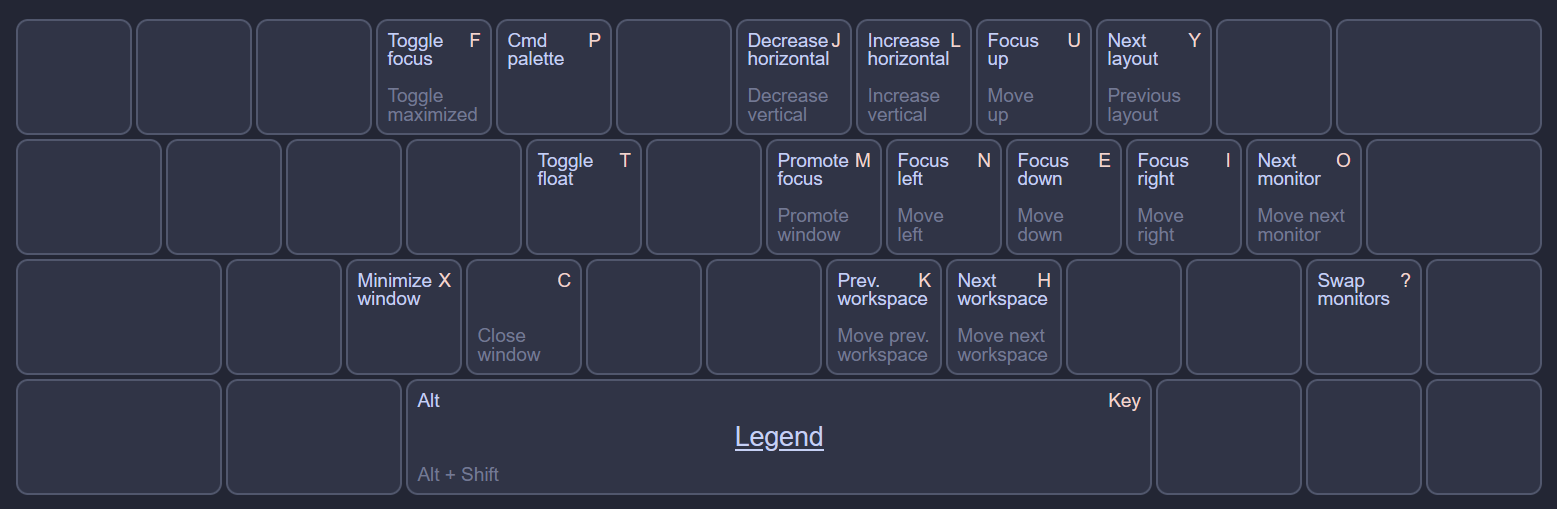 Toggle F
focus
Toggle
maximized
Cmd P
palette
Decrease J
horizontal
Decrease
vertical
Increase L
horizontal
Increase
vertical
Focus U
up
Move
up
Next Y
layout
Previous
layout
Toggle T
float
Promote M
focus
Promote
window
Focus N
left
Move
left
Focus E
down
Move
down
Focus I
right
Move
right
Next O
monitor
Move next
monitor
Minimize X
window
C
Close
window
Prev. K
workspace
Move prev.
workspace
Next H
workspace
Move next
workspace
Swap ?
monitors
Alt Key
Legend
Alt + Shift